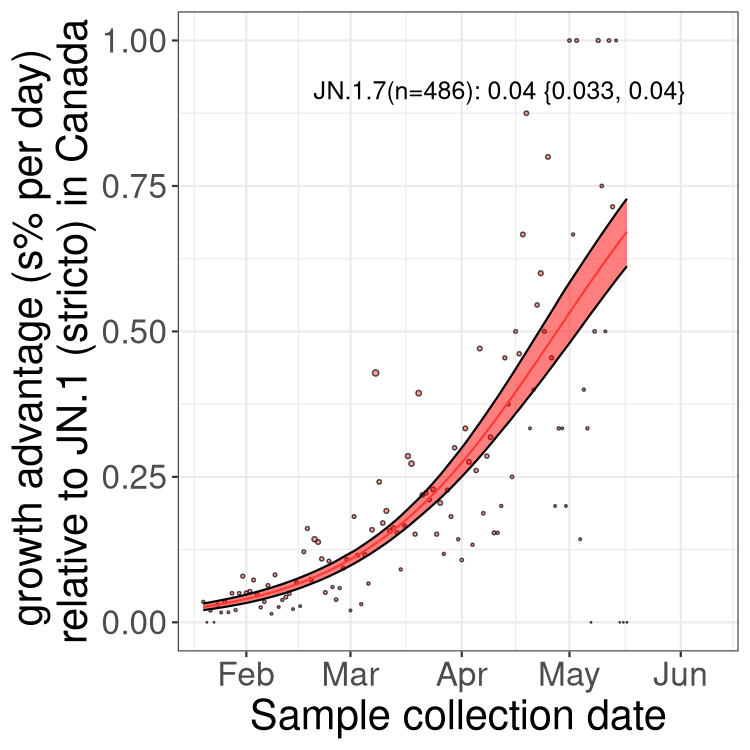 growth advantage (s% per day)
relative to JN.1 (stricto) in Canada
1.00
0.75
0.50
0.25
0.00
JN.1.7(n=486): 0.04 {0.033, 0.04}
Feb Mar Apr May Jun
Sample collection date